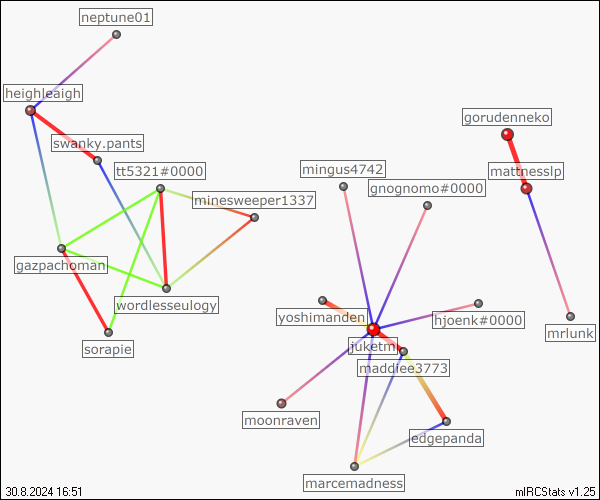 neptune01
heighleaigh
gorudenneko
swanky.pants
tt5321#0000
mingus4742
mattnesslp
gnognomo#0000
minesweeper1337
gazpachoman
wordlesseulogy
yoshimanden
hjoenk#0000
mrlunk
sorapie
juketm
maddiee3773
moonraven
edgepanda
marcemadness
30.8.2024 16:51
mIRCStats v1.25